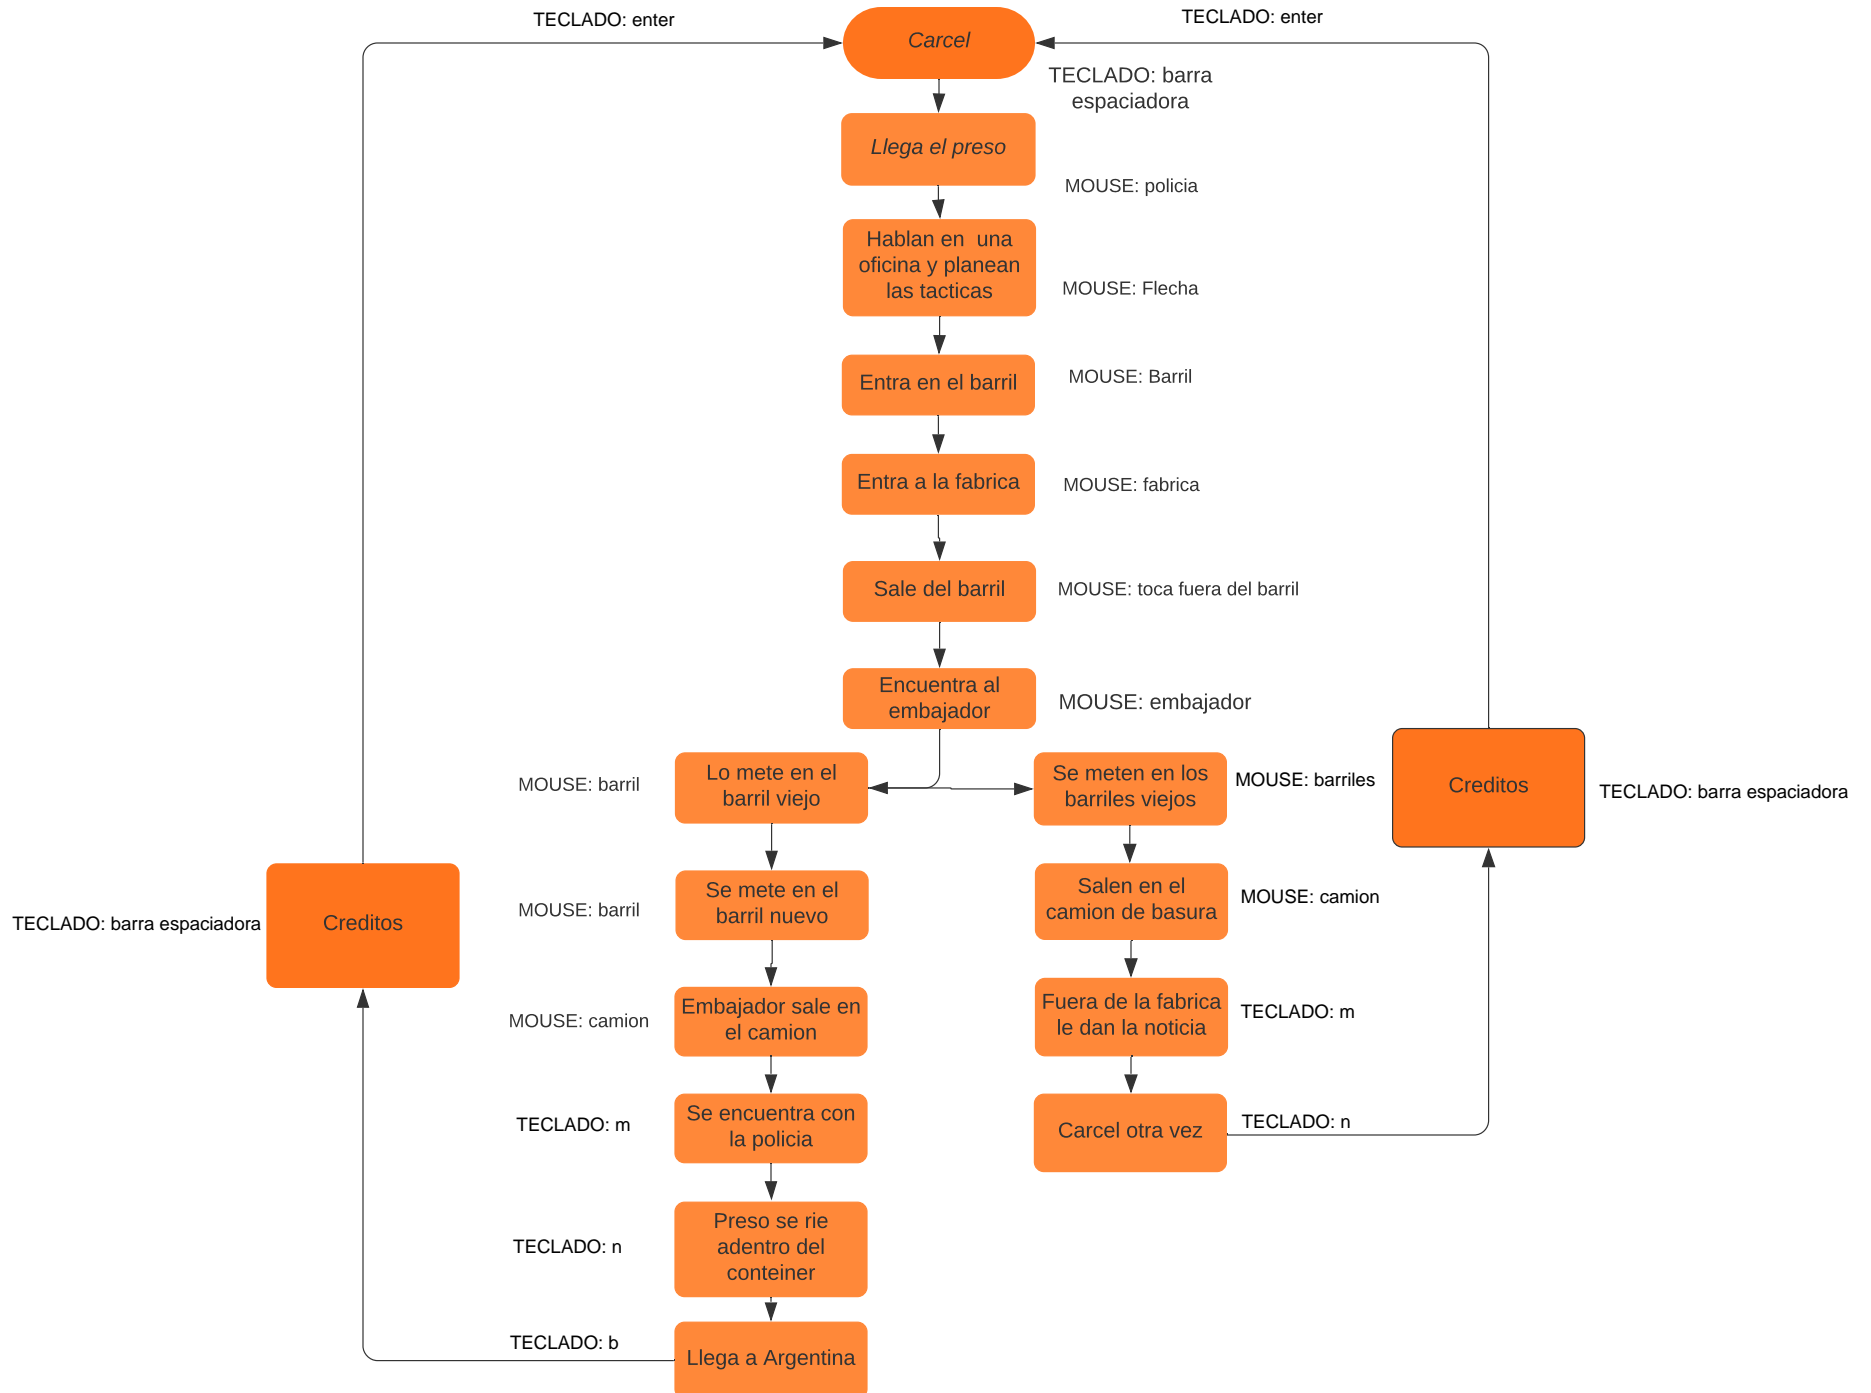 TECLADO: enter
Carcel
TECLADO: enter
TECLADO: barra
espaciadora
Llega el preso
MOUSE: policia
Hablan en una
oficina y planean
las tacticas
MOUSE: Flecha
Entra en el barril
MOUSE: Barril
Entra a la fabrica
MOUSE: fabrica
Sale del barril
MOUSE: toca fuera del barril
Encuentra al
embajador
MOUSE: embajador
MOUSE: barril
Lo mete en el
barril viejo
Se meten en los
barriles viejos
MOUSE: barriles
Creditos
TECLADO: barra espaciadora
TECLADO: barra espaciadora
Creditos
MOUSE: barril
Se mete en el
barril nuevo
Salen en el
camion de basura
MOUSE: camion
MOUSE: camion
Embajador sale en
el camion
Fuera de la fabrica
le dan la noticia
TECLADO: m
TECLADO: m
Se encuentra con
la policia
Carcel otra vez
TECLADO: n
TECLADO: n
Preso se rie
adentro del
conteiner
TECLADO: b
Llega a Argentina